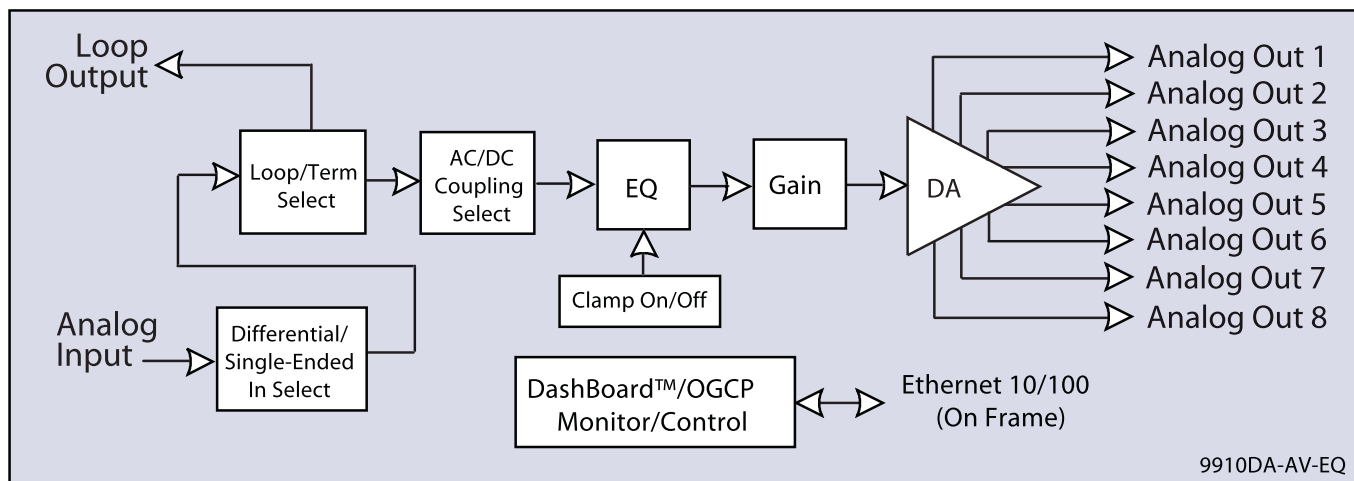 Loop
Output
Loop/Term
Select
AC/DC
Coupling
Select
EQ
Gain
DA
Analog Out 1
Analog Out 2
Analog Out 3
Analog Out 4
Analog Out 5
Analog Out 6
Analog Out 7
Analog Out 8
Clamp On/Off
Analog
Input
Differential/
Single-Ended
In Select
DashBoard™/OGCP
Monitor/Control
Ethernet 10/100
(On Frame)
9910DA-AV-EQ